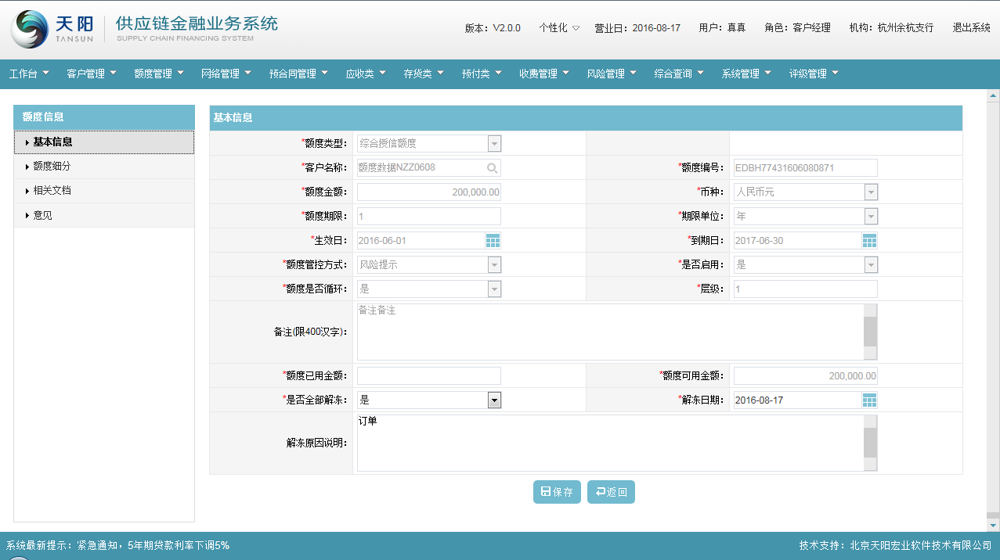 天阳 TANSUN 供应链金融业务系统 SUPPLY CHAIN FINANCING SYSTEM
版本：V2.0.0 个性化 营业日：2016-08-17 用户：真真 角色：客户经理 机构：杭州余杭支行 退出系统
工作台 客户管理 额度管理 网络管理 预合同管理 应收类 存货类 预付类 收费管理 风险管理 综合查询 系统管理 评级管理
额度信息
基本信息
额度细分
相关文档
意见
基本信息
*额度类型： 综合授信额度
*客户名称： 额度数据NZZ0608 *额度编号： EDBH77431606080871
*额度金额： 200,000.00 *币种： 人民币元
*额度期限： 1 *期限单位： 年
*生效日： 2016-06-01 *到期日： 2017-06-30
*额度管控方式： 风险提示 *是否启用： 是
*额度是否循环： 是 *层级： 1
备注(限400汉字)： 备注备注
*额度已用金额： *额度可用金额： 200,000.00
*是否全部解冻： 是 *解冻日期： 2016-08-17
解冻原因说明： 订单
保存 返回
系统最新提示：紧急通知，5年期贷款利率下调5% 技术支持：北京天阳宏业软件技术有限公司